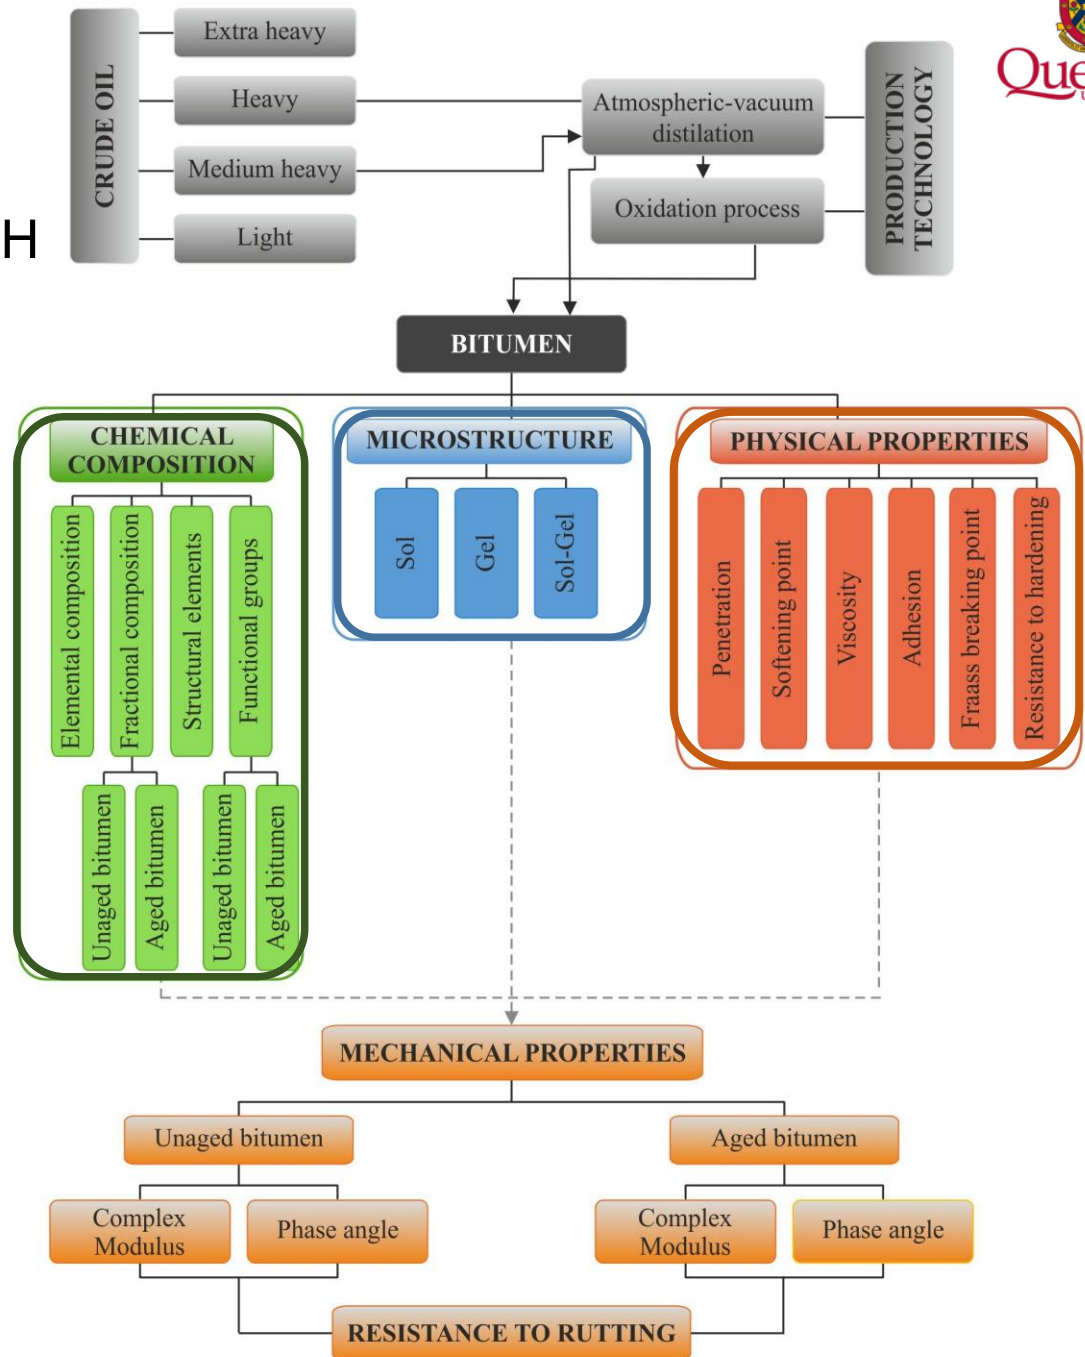 Extra heavy
Heavy
Medium heavy
Light
CRUDE OIL
Atmospheric-vacuum
distilation
Oxidation process
PRODUCTION
TECHNOLOGY
H
BITUMEN
CHEMICAL
COMPOSITION
Elemental composition
Fractional composition
Structural elements
Functional groups
Unaged bitumen
Aged bitumen
Unaged bitumen
Aged bitumen
MICROSTRUCTURE
Sol
Gel
Sol-Gel
PHYSICAL PROPERTIES
Penetration
Softening point
Viscosity
Adhesion
Fraass breaking point
Resistance to hardening
MECHANICAL PROPERTIES
Unaged bitumen
Aged bitumen
Complex
Modulus
Phase angle
Complex
Modulus
Phase angle
RESISTANCE TO RUTTING